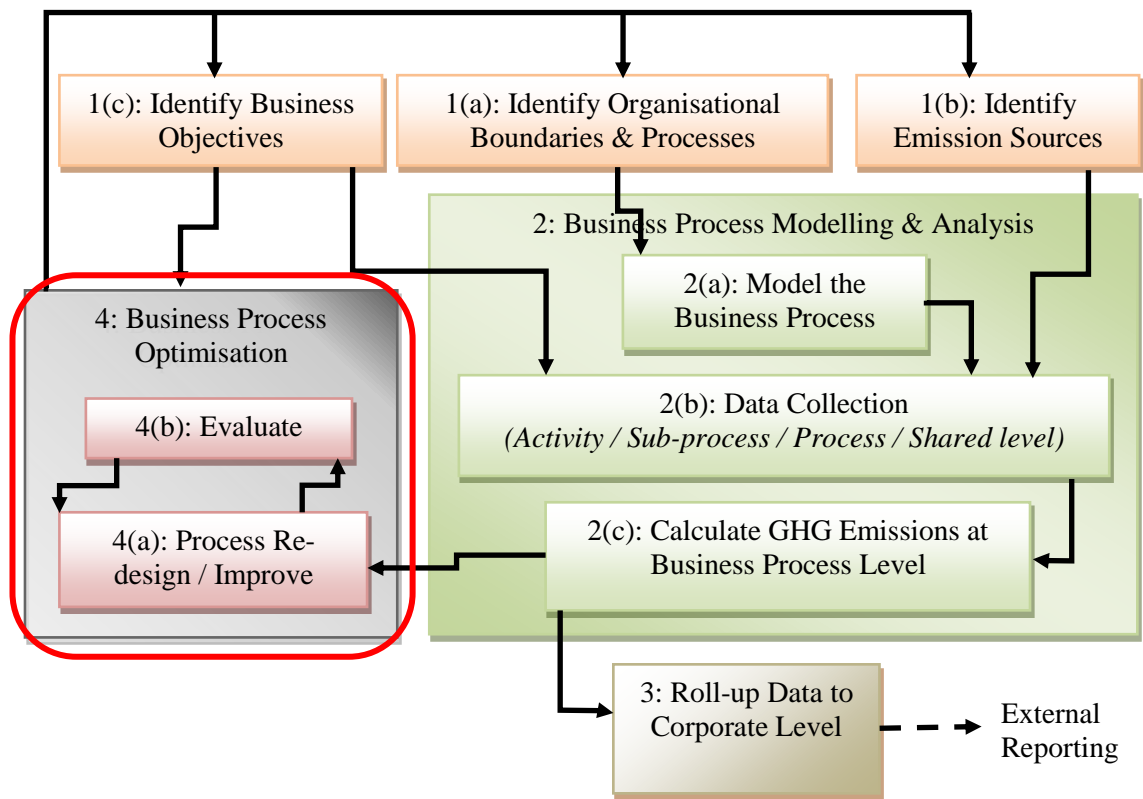 1(c): Identify Business
Objectives
1(a): Identify Organisational
Boundaries & Processes
1(b): Identify
Emission Sources
2: Business Process Modelling & Analysis
2(a): Model the
Business Process
4: Business Process
Optimisation
2(b): Data Collection
(Activity / Sub-process / Process / Shared level)
4(b): Evaluate
4(a): Process Re-
design / Improve
2(c): Calculate GHG Emissions at
Business Process Level
3: Roll-up Data to
Corporate Level
External
Reporting